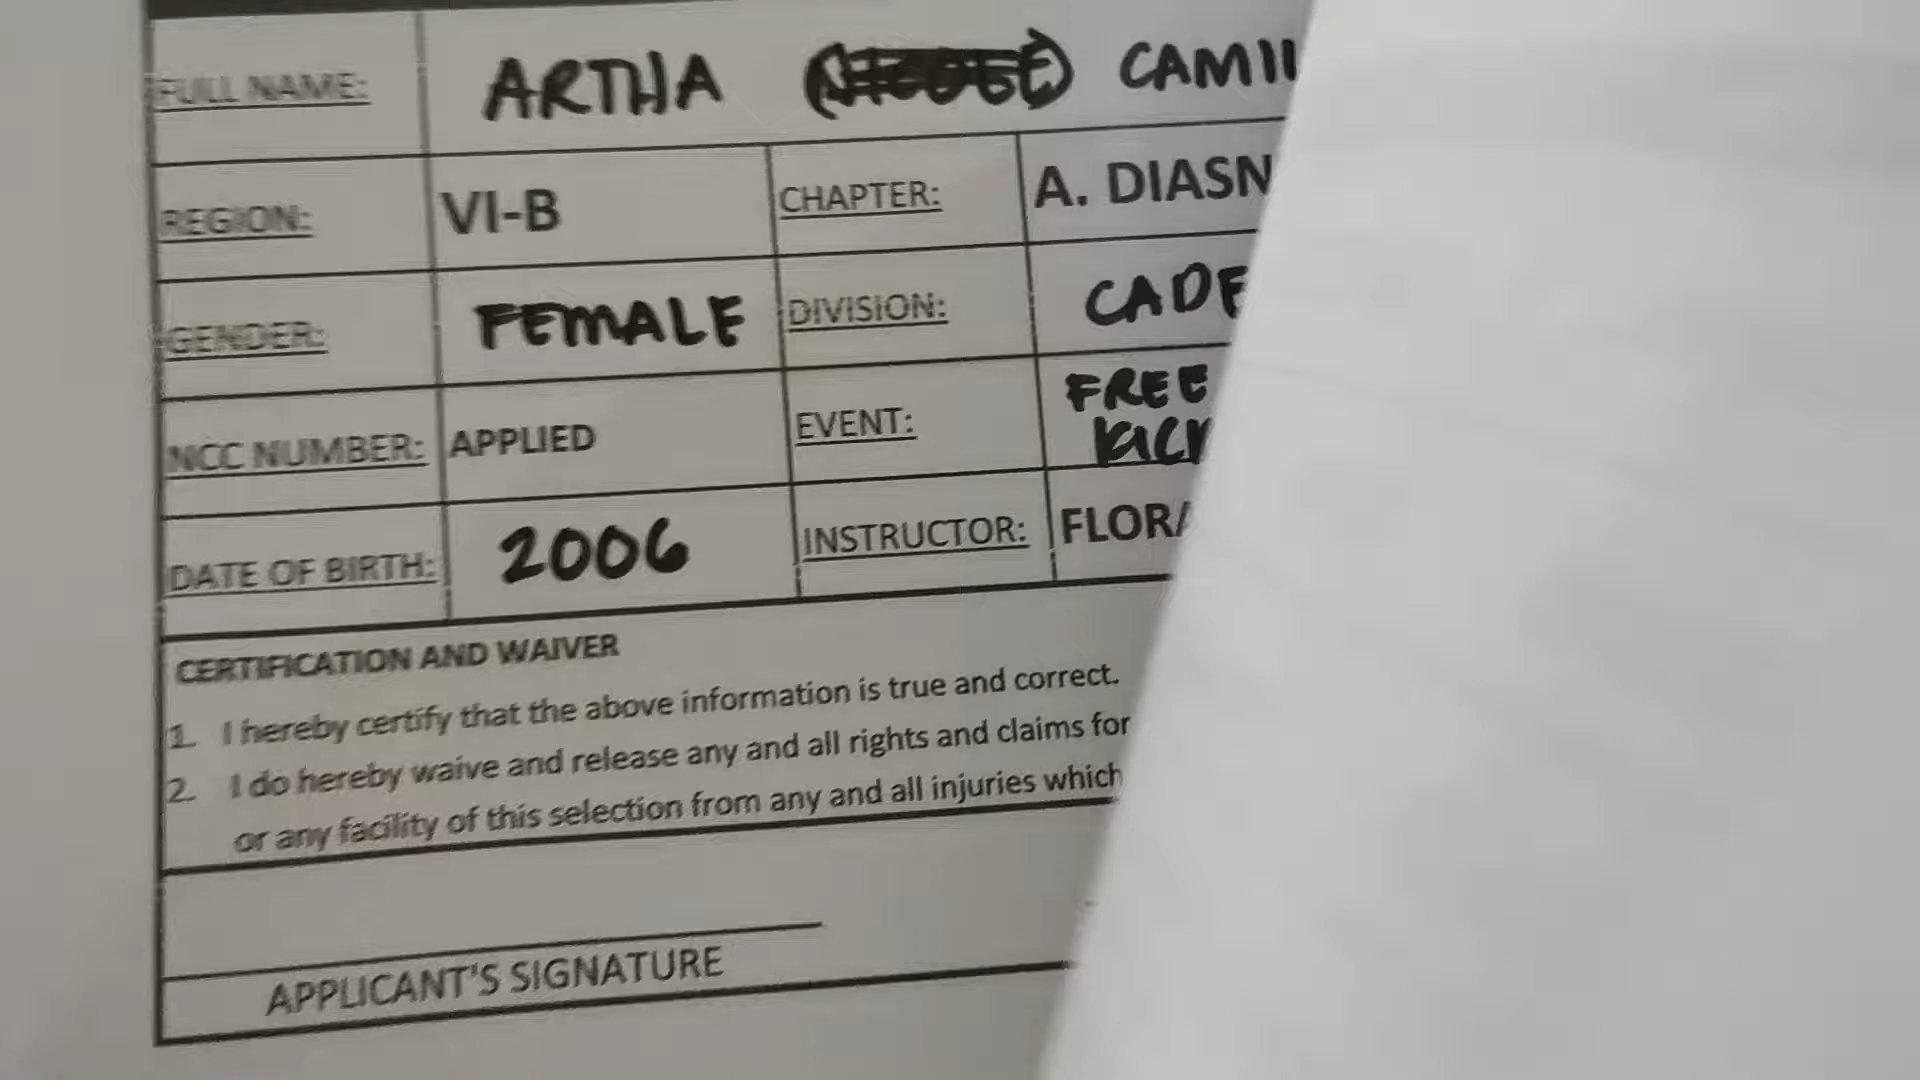 FULL NAME: ARTHA CAMII
REGION: VI-B CHAPTER: A. DIASN
GENDER: FEMALE DIVISION: CADE
NCC NUMBER: APPLIED EVENT: FREE KICK
DATE OF BIRTH: 2006 INSTRUCTOR: FLORA
CERTIFICATION AND WAIVER
1. I hereby certify that the above information is true and correct.
2. I do hereby waive and release any and all rights and claims for
or any facility of this selection from any and all injuries which
APPLICANT'S SIGNATURE